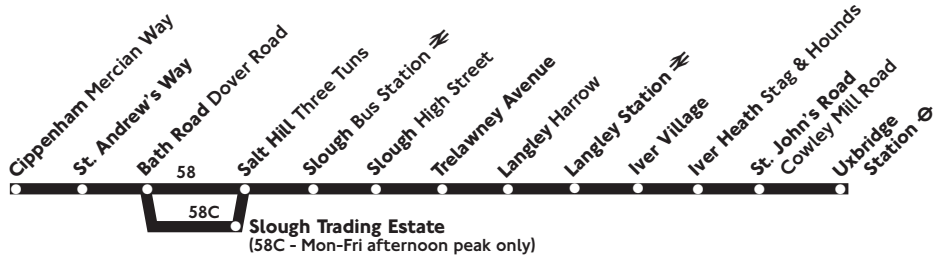 Cippenham Mercian Way
St. Andrew's Way
Bath Road Dover Road
Salt Hill Three Tuns
Slough Bus Station
Slough High Street
Trelawney Avenue
Langley Harrow
Langley Station
Iver Village
Iver Heath Stag & Hounds
St. John's Road
Cowley Mill Road
Uxbridge
Station
58
58C
Slough Trading Estate
(58C - Mon-Fri afternoon peak only)